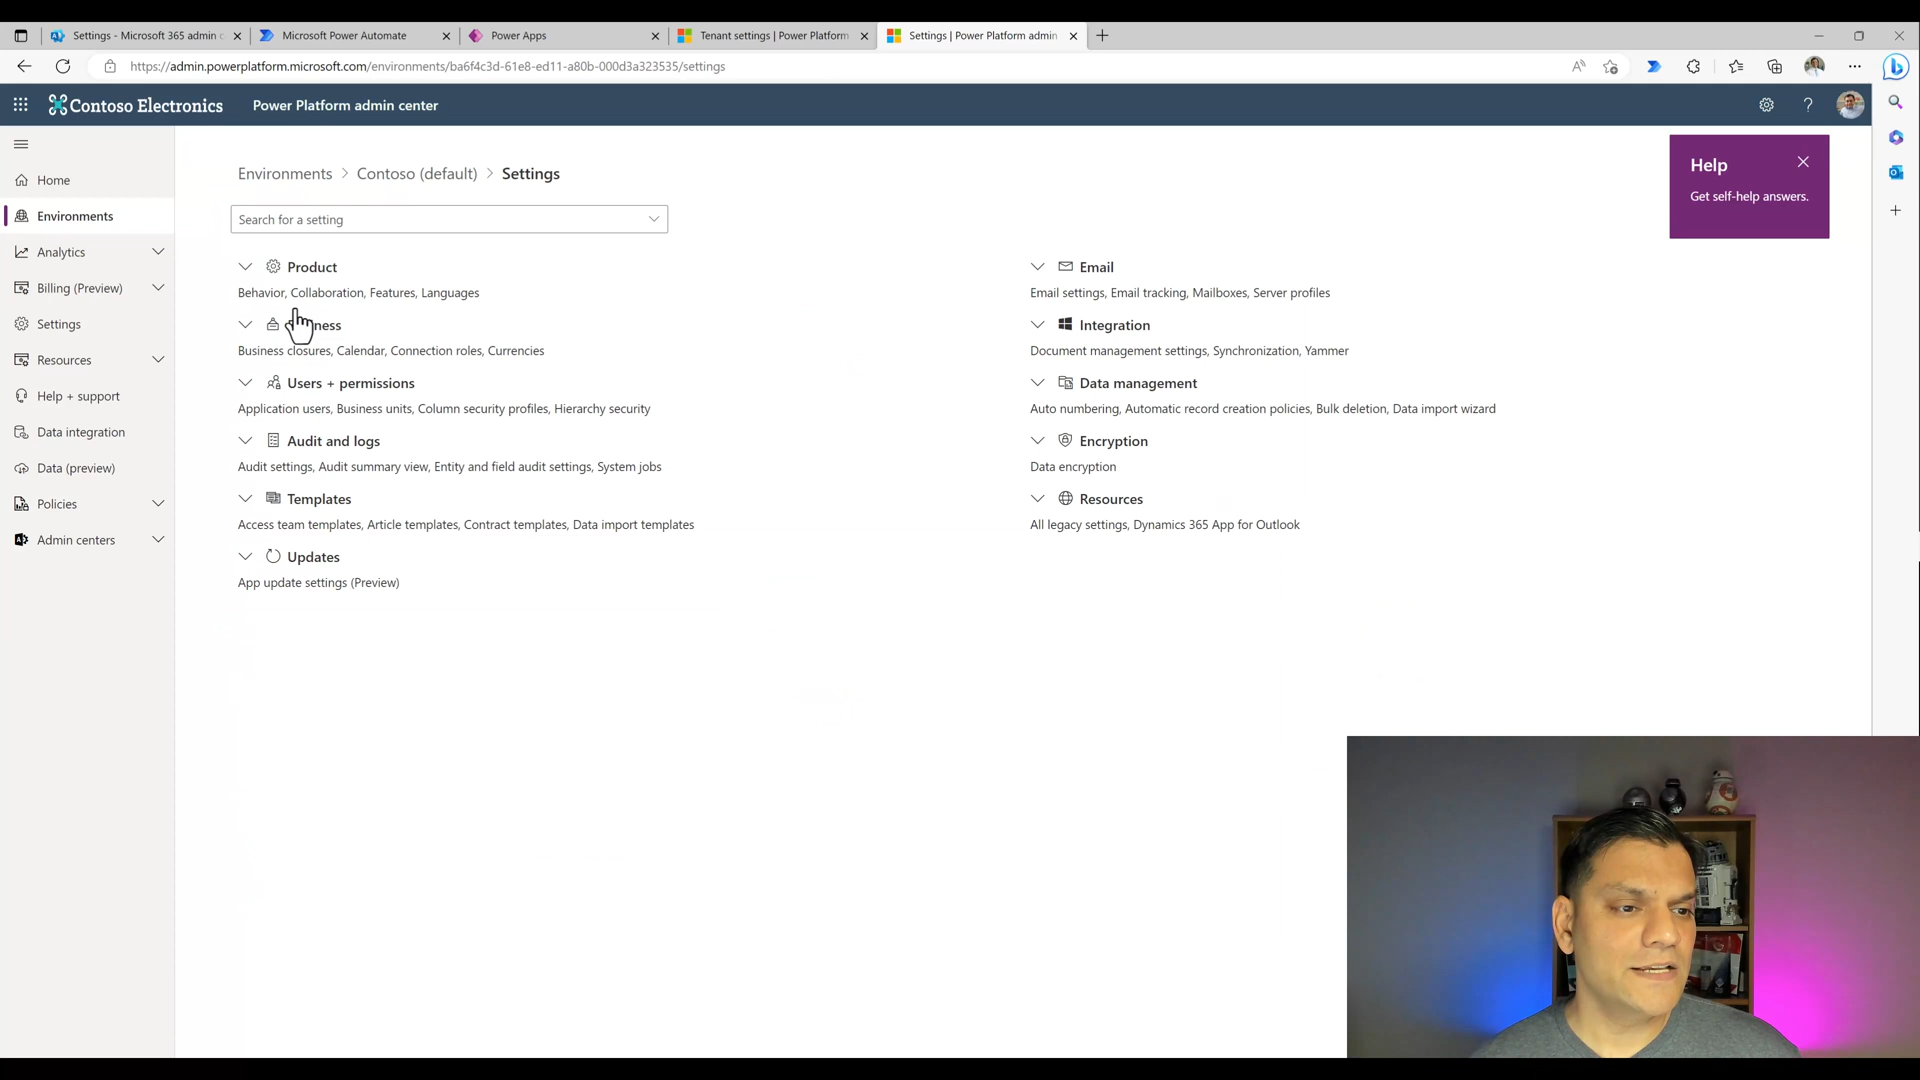 Settings - Microsoft 365 admin c
Microsoft Power Automate
Power Apps
Tenant settings | Power Platform
Settings | Power Platform admin
https://admin.powerplatform.microsoft.com/environments/ba6f4c3d-61e8-ed11-a80b-000d3a323535/settings
Contoso Electronics
Power Platform admin center
Home
Environments
Analytics
Billing (Preview)
Settings
Resources
Help + support
Data integration
Data (preview)
Policies
Admin centers
Environments > Contoso (default) > Settings
Search for a setting
Product
Behavior, Collaboration, Features, Languages
ness
Business closures, Calendar, Connection roles, Currencies
Users + permissions
Application users, Business units, Column security profiles, Hierarchy security
Audit and logs
Audit settings, Audit summary view, Entity and field audit settings, System jobs
Templates
Access team templates, Article templates, Contract templates, Data import templates
Updates
App update settings (Preview)
Email
Email settings, Email tracking, Mailboxes, Server profiles
Integration
Document management settings, Synchronization, Yammer
Data management
Auto numbering, Automatic record creation policies, Bulk deletion, Data import wizard
Encryption
Data encryption
Resources
All legacy settings, Dynamics 365 App for Outlook
Help
Get self-help answers.